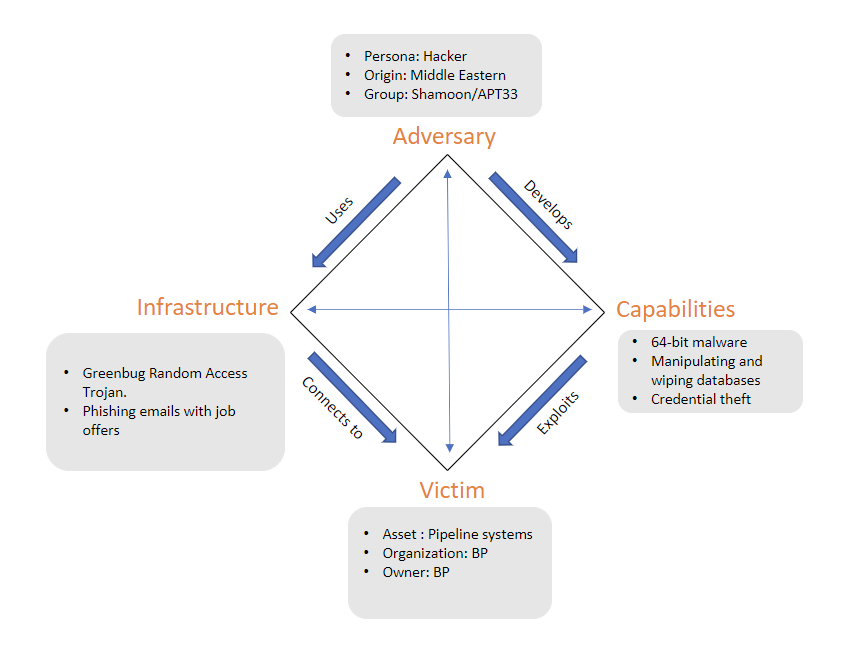 • Persona: Hacker
• Origin: Middle Eastern
• Group: Shamoon/APT33
Adversary
Uses
Develops
Infrastructure
Capabilities
• Greenbug Random Access
Trojan.
• Phishing emails with job
offers
• 64-bit malware
• Manipulating and
wiping databases
• Credential theft
Connects to
Exploits
Victim
• Asset : Pipeline systems
• Organization: BP
• Owner: BP